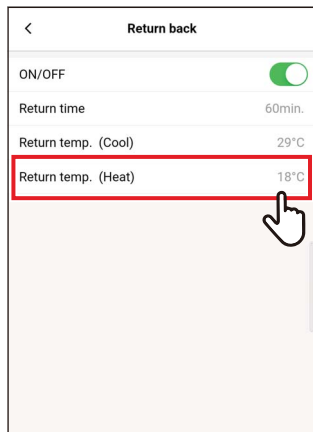 Return back
ON/OFF
Return time 60min.
Return temp. (Cool) 29°C
Return temp. (Heat) 18°C